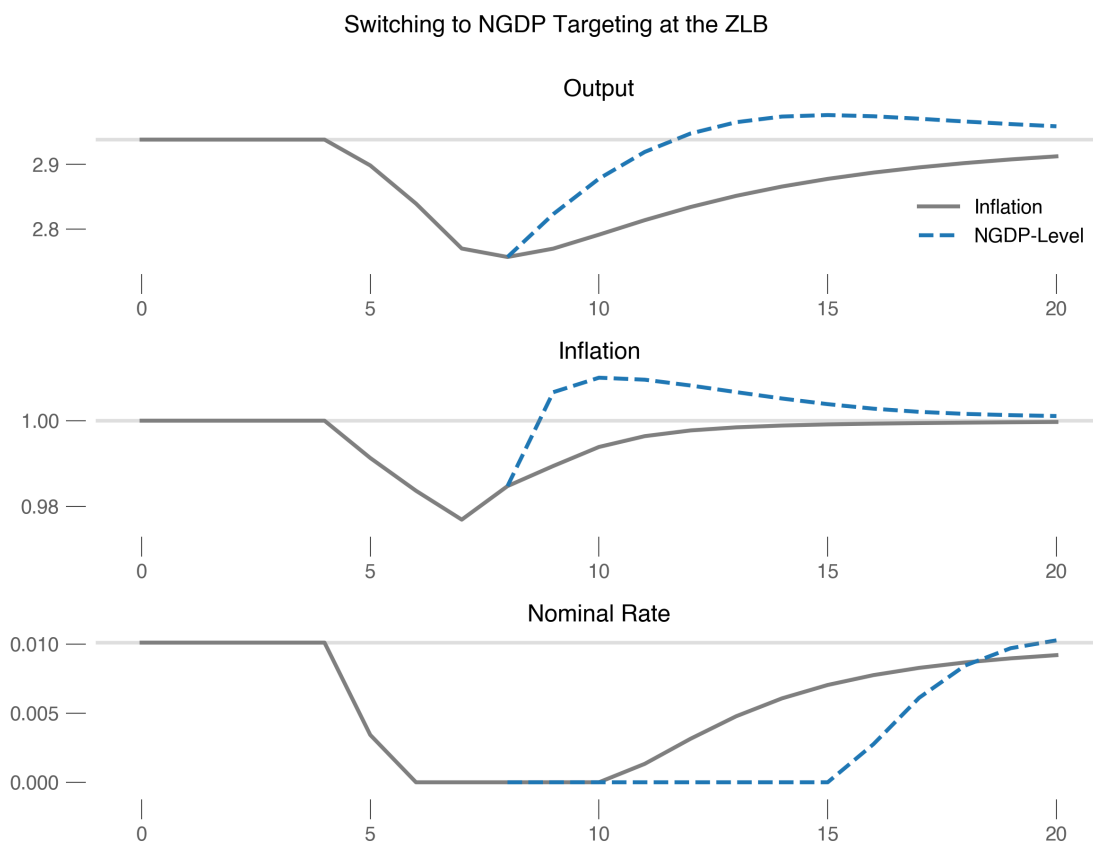 Switching to NGDP Targeting at the ZLB
Output
2.9
2.8
Inflation
NGDP-Level
0 5 10 15 20
Inflation
1.00
0.98
0 5 10 15 20
Nominal Rate
0.010
0.005
0.000
0 5 10 15 20